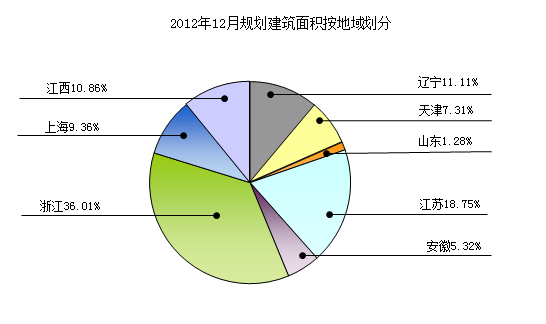 2012年12月规划建筑面积按地域划分
江西10.86%
辽宁11.11%
天津7.31%
上海9.36%
山东1.28%
浙江36.01%
江苏18.75%
安徽5.32%